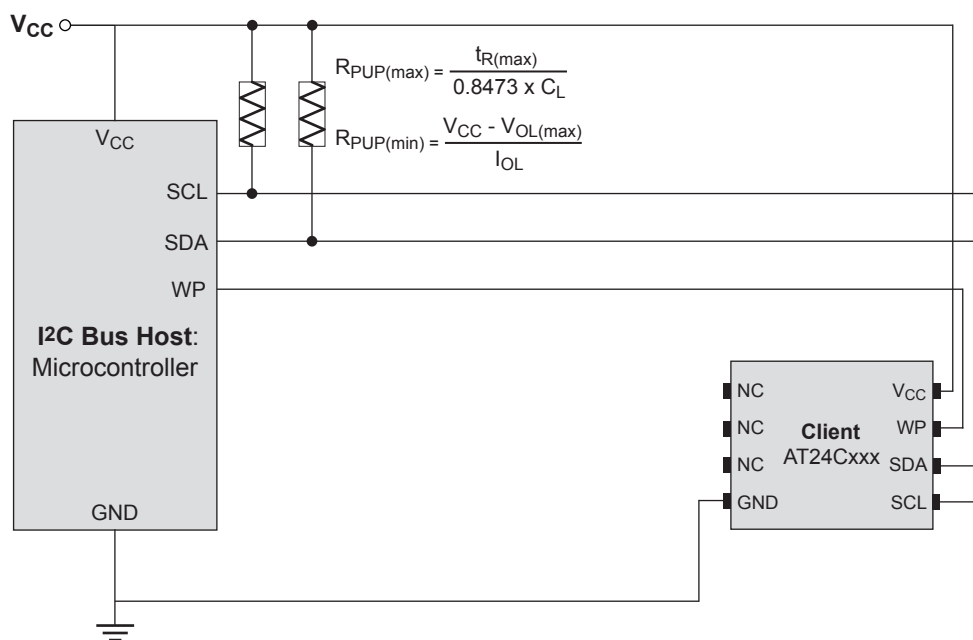 VCC
RPUP(max) = tR(max) / 0.8473 x CL
RPUP(min) = VCC - VOL(max) / IOL
VCC
SCL
SDA
WP
I2C Bus Host:
Microcontroller
GND
NC
NC
NC
GND
Client
AT24Cxxx
VCC
WP
SDA
SCL